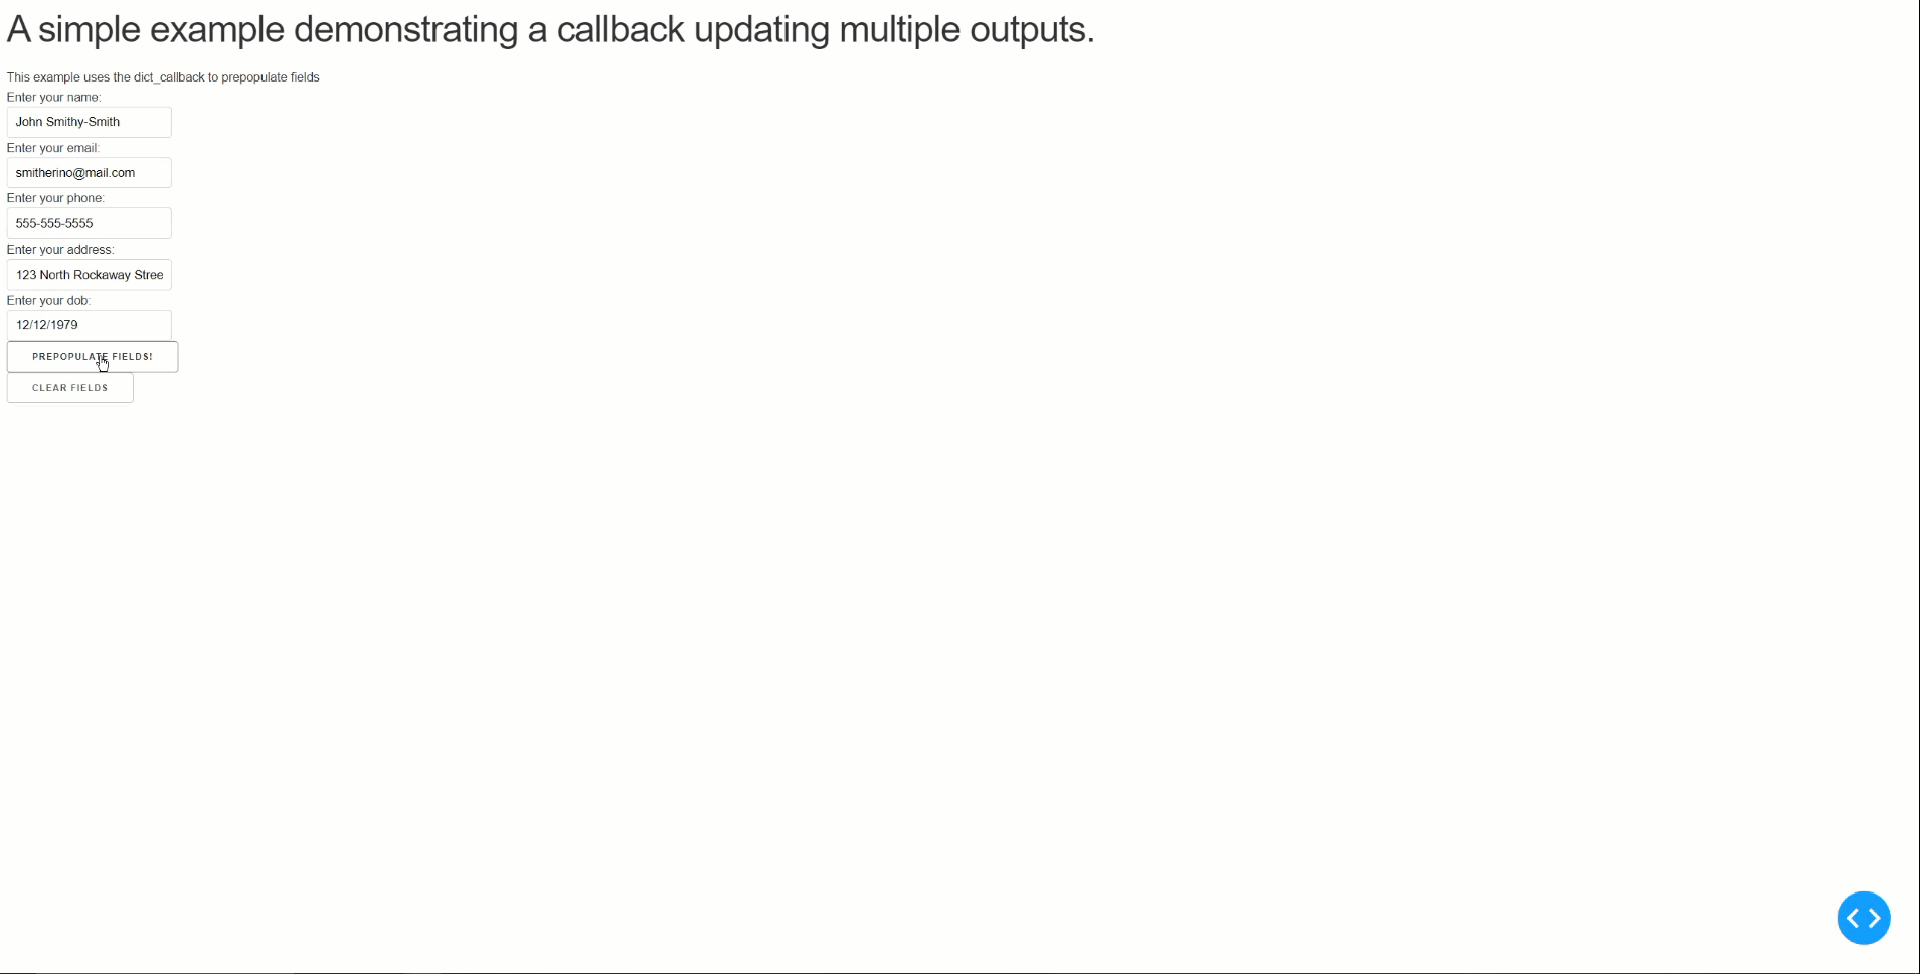 A simple example demonstrating a callback updating multiple outputs.
This example uses the dict_callback to prepopulate fields
Enter your name:
John Smithy-Smith
Enter your email:
smitherino@mail.com
Enter your phone:
555-555-5555
Enter your address:
123 North Rockaway Stree
Enter your dob:
12/12/1979
PREPOPULATE FIELDS!
CLEAR FIELDS